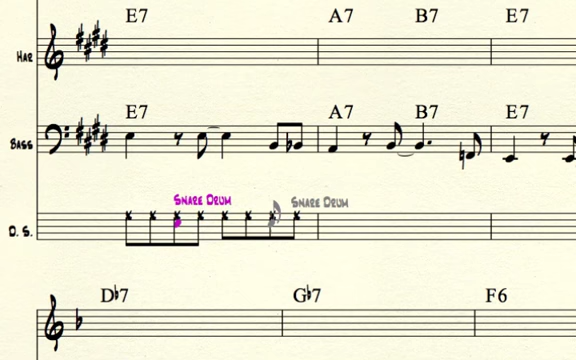 E7 A7 B7 E7
HAR
E7 A7 B7 E7
BASS
SNARE DRUM SNARE DRUM
D. S.
D♭7 G♭7 F6